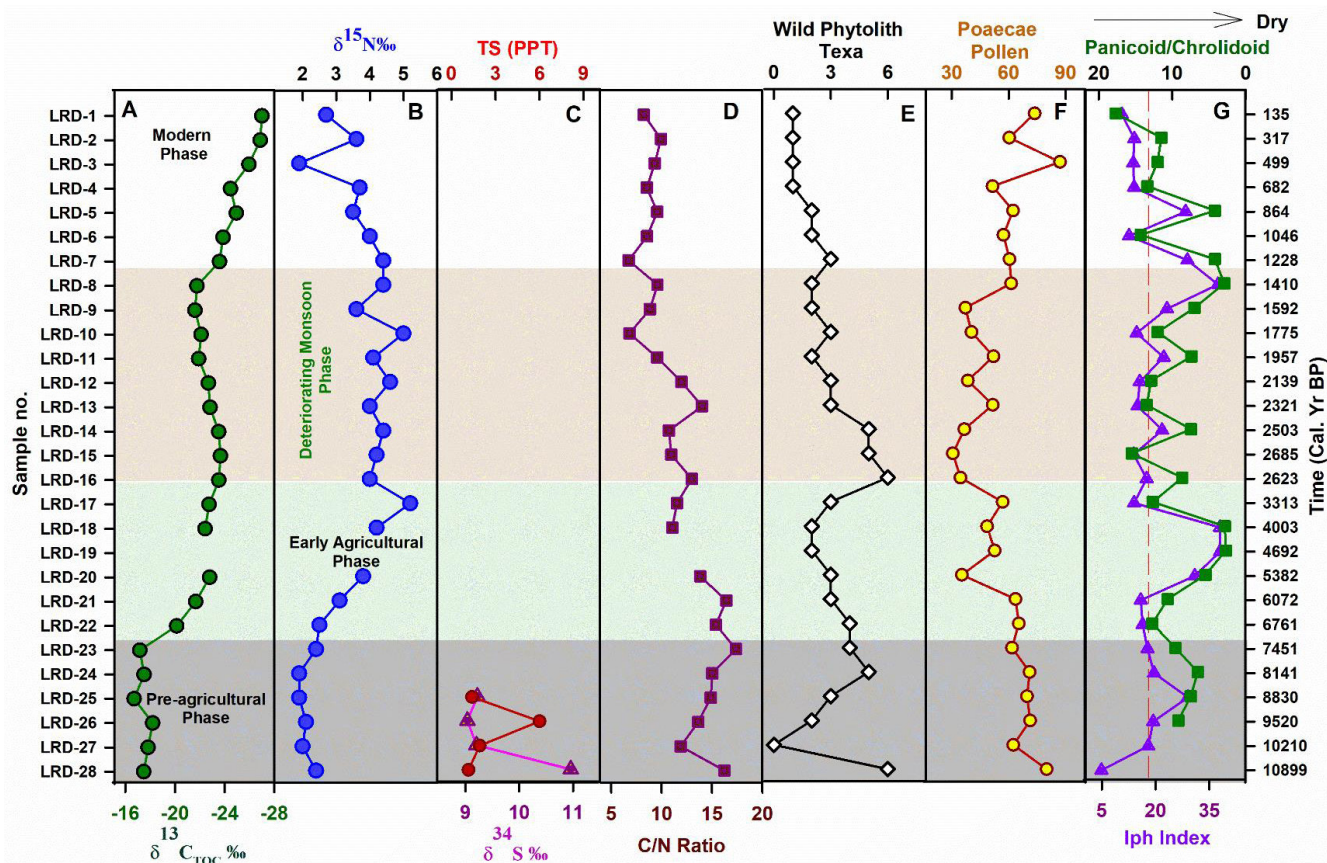 Dry
δ15N‰
TS (PPT)
Wild Phytolith
Texa
Poaecae
Pollen
Panicoid/Chrolidoid
2 3 4 5 6
0 3 6 9
0 3 6
30 60 90
20 10 0
A B C D E F G
Sample no.
LRD-1
LRD-2
LRD-3
LRD-4
LRD-5
LRD-6
LRD-7
LRD-8
LRD-9
LRD-10
LRD-11
LRD-12
LRD-13
LRD-14
LRD-15
LRD-16
LRD-17
LRD-18
LRD-19
LRD-20
LRD-21
LRD-22
LRD-23
LRD-24
LRD-25
LRD-26
LRD-27
LRD-28
Modern
Phase
Deteriorating Monsoon
Phase
Early Agricultural
Phase
Pre-agricultural
Phase
135
317
499
682
864
1046
1228
1410
1592
1775
1957
2139
2321
2503
2685
2623
3313
4003
4692
5382
6072
6761
7451
8141
8830
9520
10210
10899
Time (Cal. Yr BP)
-16 -20 -24 -28
9 10 11
5 10 15 20
5 20 35
δ13CTOC ‰
δ34S ‰
C/N Ratio
Iph Index